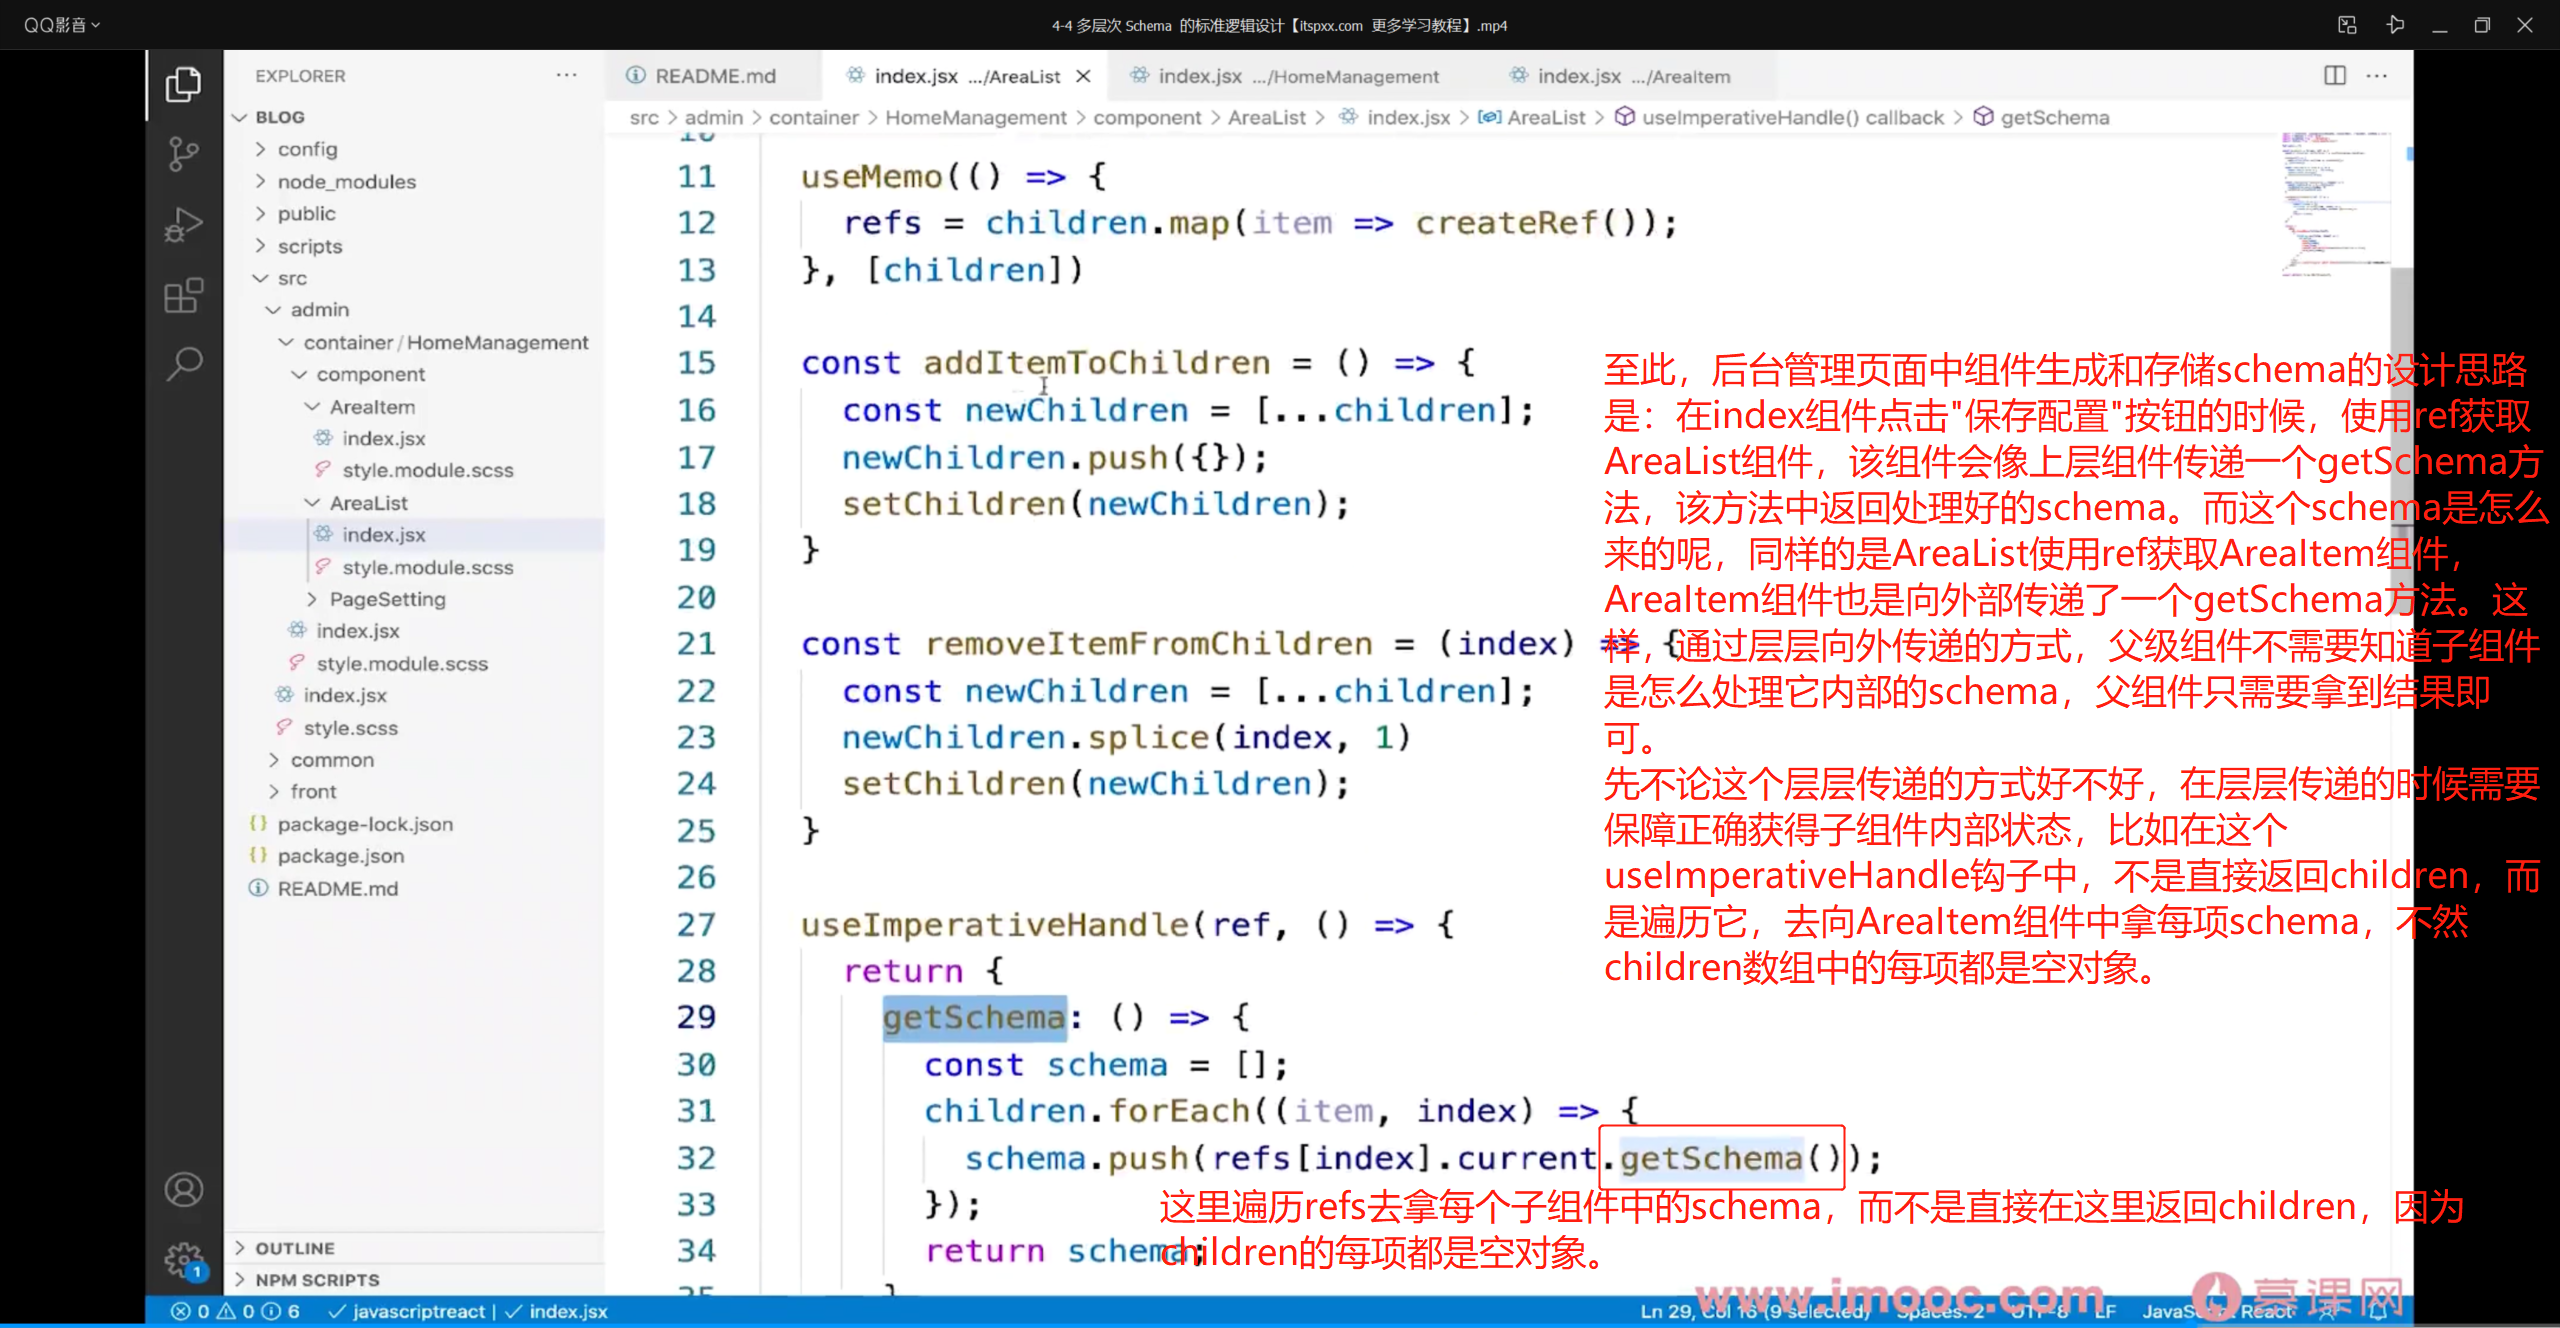 QQ影音
4-4 多层次 Schema 的标准逻辑设计【itspxx.com 更多学习教程】.mp4
EXPLORER
README.md
index.jsx .../AreaList
index.jsx .../HomeManagement
index.jsx .../AreaItem
src > admin > container > HomeManagement > component > AreaList > index.jsx > AreaList > useImperativeHandle() callback > getSchema
BLOG
config
node_modules
public
scripts
src
admin
container / HomeManagement
component
AreaItem
index.jsx
style.module.scss
AreaList
index.jsx
style.module.scss
PageSetting
index.jsx
style.module.scss
index.jsx
style.scss
common
front
package-lock.json
package.json
README.md
OUTLINE
NPM SCRIPTS
11 useMemo(() => {
12 refs = children.map(item => createRef());
13 }, [children])
14
15 const addItemToChildren = () => {
16 const newChildren = [...children];
17 newChildren.push({});
18 setChildren(newChildren);
19 }
20
21 const removeItemFromChildren = (index) => {
22 const newChildren = [...children];
23 newChildren.splice(index, 1)
24 setChildren(newChildren);
25 }
26
27 useImperativeHandle(ref, () => {
28 return {
29 getSchema: () => {
30 const schema = [];
31 children.forEach((item, index) => {
32 schema.push(refs[index].current.getSchema());
33 });
34 return schema;
至此，后台管理页面中组件生成和存储schema的设计思路
是：在index组件点击"保存配置"按钮的时候，使用ref获取
AreaList组件，该组件会像上层组件传递一个getSchema方
法，该方法中返回处理好的schema。而这个schema是怎么
来的呢，同样的是AreaList使用ref获取AreaItem组件，
AreaItem组件也是向外部传递了一个getSchema方法。这
样，通过层层向外传递的方式，父级组件不需要知道子组件
是怎么处理它内部的schema，父组件只需要拿到结果即
可。
先不论这个层层传递的方式好不好，在层层传递的时候需要
保障正确获得子组件内部状态，比如在这个
useImperativeHandle钩子中，不是直接返回children，而
是遍历它，去向AreaItem组件中拿每项schema，不然
children数组中的每项都是空对象。
这里遍历refs去拿每个子组件中的schema，而不是直接在这里返回children，因为
children的每项都是空对象。
www.imooc.com 慕课网
1
0 0 6 javascriptreact | index.jsx
Ln 29, Col 16 (9 selected) Spaces: 2 UTF-8 LF